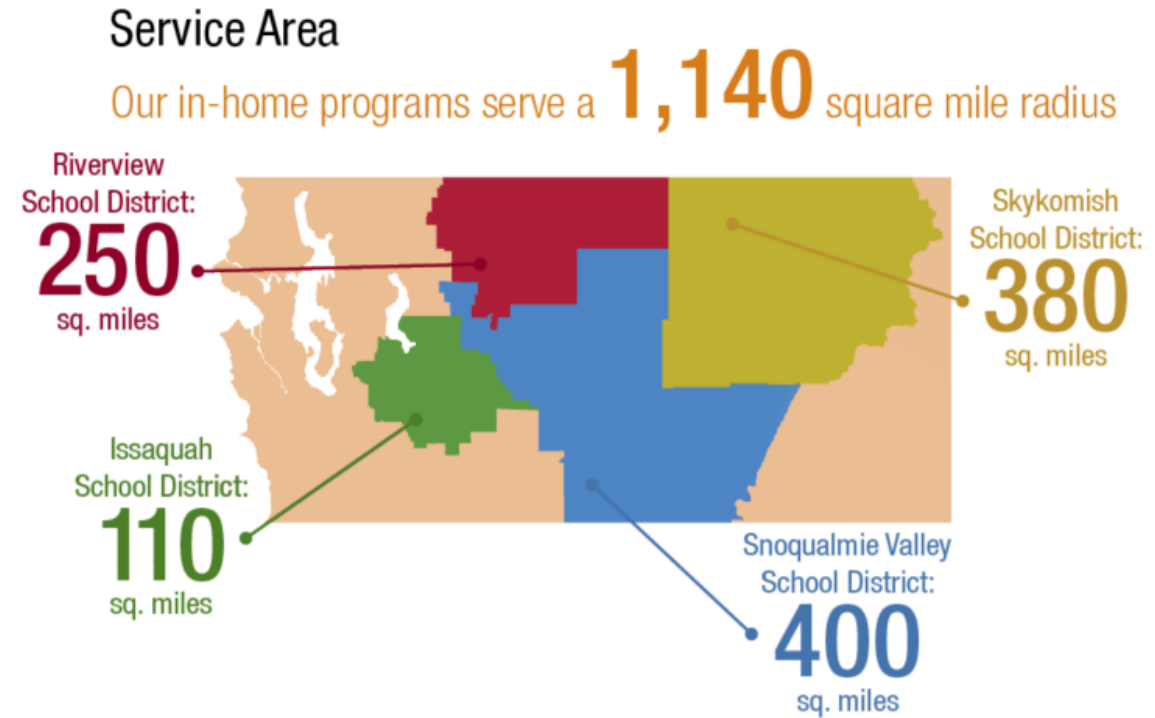 Service Area
Our in-home programs serve a 1,140 square mile radius
Riverview
School District:
250
sq. miles
Skykomish
School District:
380
sq. miles
Issaquah
School District:
110
sq. miles
Snoqualmie Valley
School District:
400
sq. miles